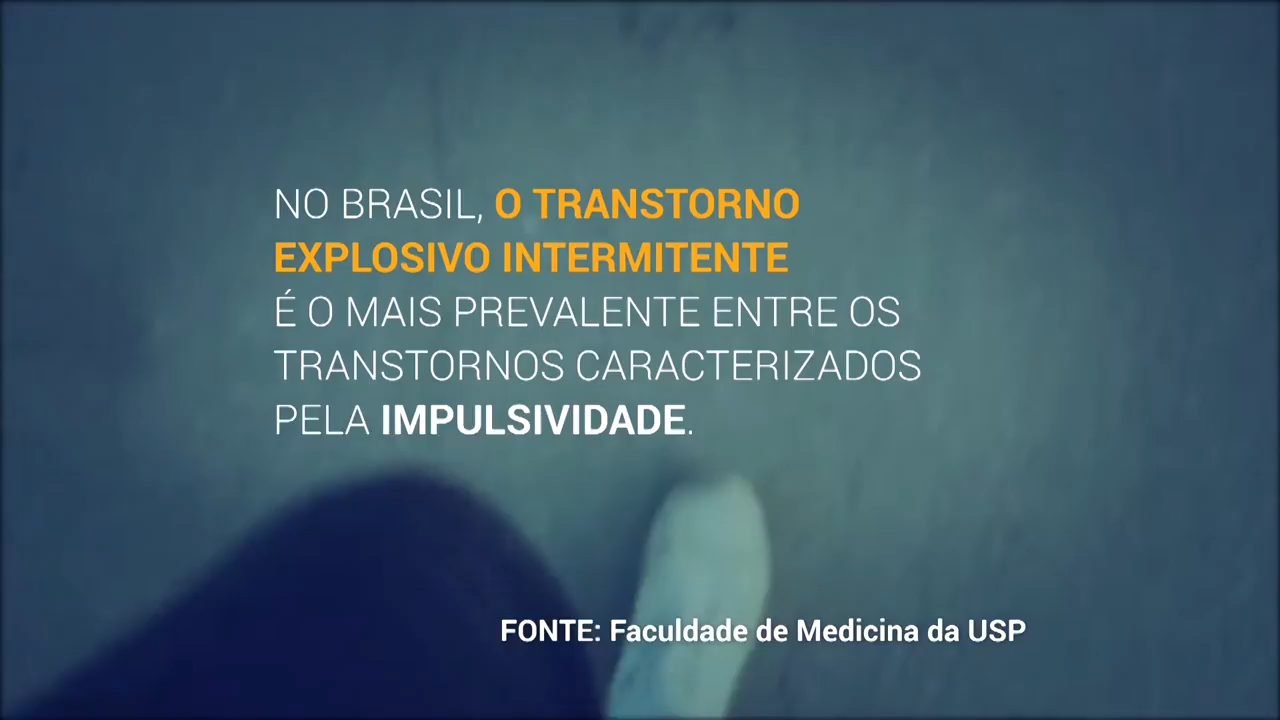 NO BRASIL, O TRANSTORNO
EXPLOSIVO INTERMITENTE
É O MAIS PREVALENTE ENTRE OS
TRANSTORNOS CARACTERIZADOS
PELA IMPULSIVIDADE.
FONTE: Faculdade de Medicina da USP